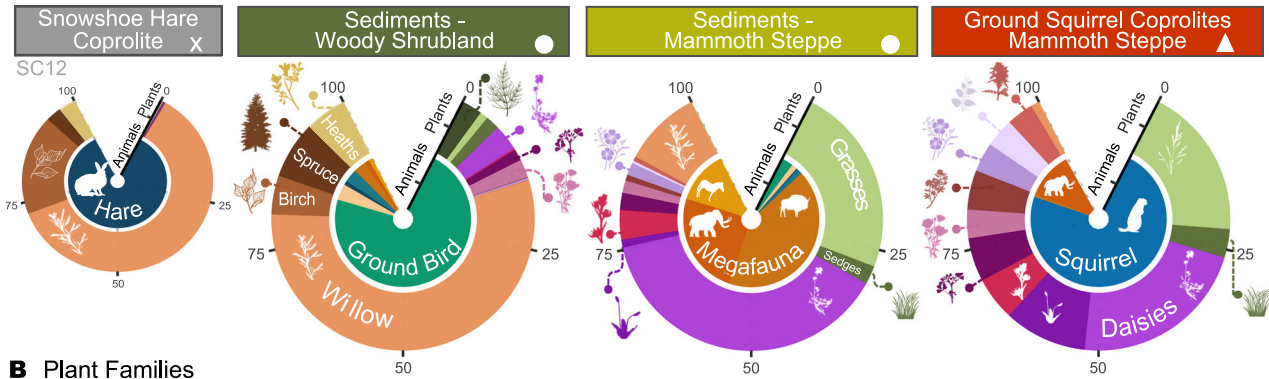 Snowshoe Hare
Coprolite x
Sediments -
Woody Shrubland
Sediments -
Mammoth Steppe
Ground Squirrel Coprolites
Mammoth Steppe
SC12
100
Plants
Animals
Hare
25
50
75
100
0
Plants
Animals
Heaths
Spruce
Birch
Ground Bird
Willow
25
50
75
100
0
Plants
Animals
Grasses
Sedges
Megafauna
25
50
75
100
0
Plants
Animals
Squirrel
Daisies
25
50
75
B Plant Families